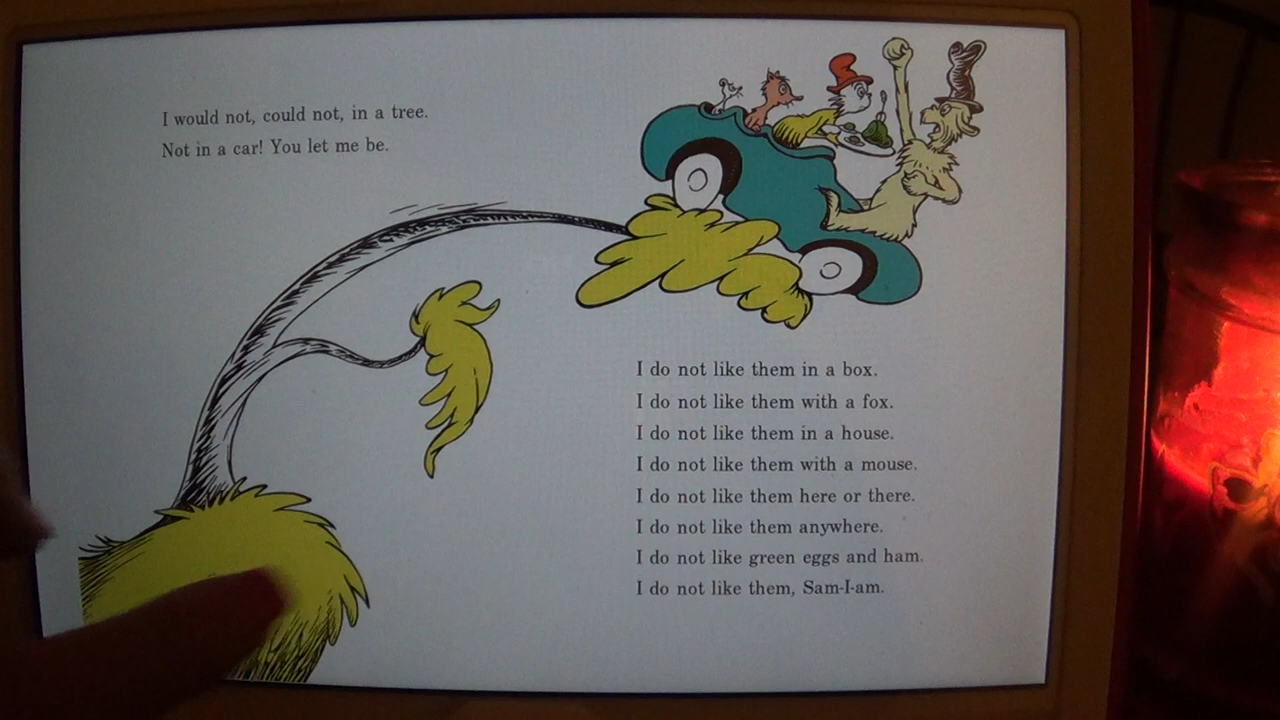 I would not, could not, in a tree.
Not in a car! You let me be.
I do not like them in a box.
I do not like them with a fox.
I do not like them in a house.
I do not like them with a mouse.
I do not like them here or there.
I do not like them anywhere.
I do not like green eggs and ham.
I do not like them, Sam-I-am.